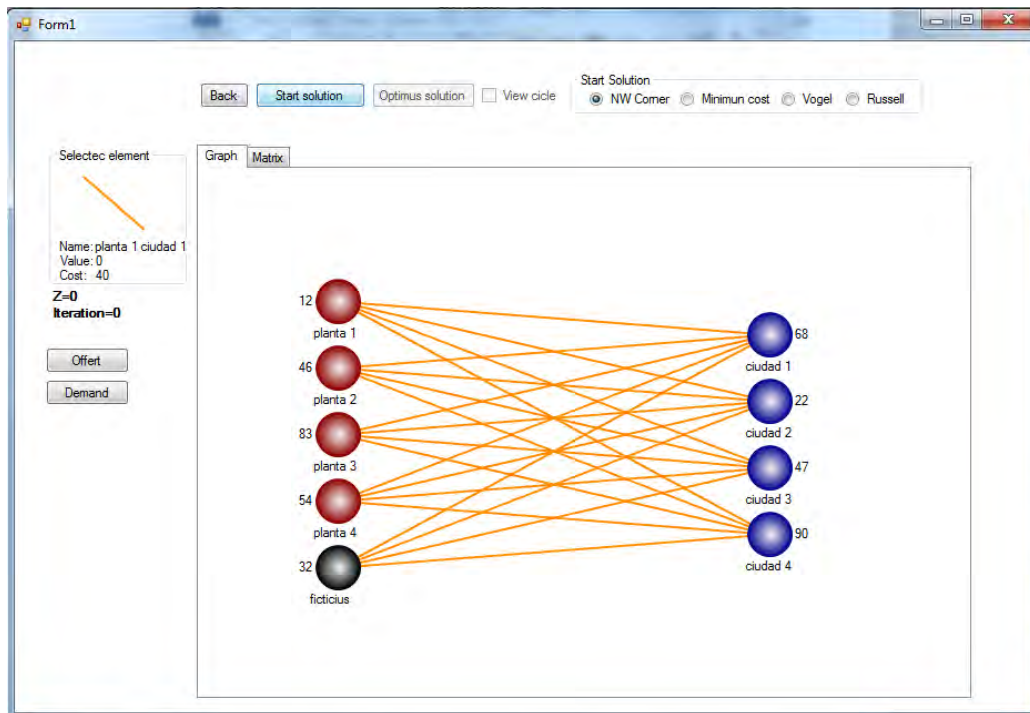 Form1
Start Solution
Back Start solution Optimus solution View cicle NW Corner Minimun cost Vogel Russell
Selectec element
Graph Matrix
Name: planta 1 ciudad 1
Value: 0
Cost: 40
Z=0
Iteration=0
Offert
Demand
12
planta 1
46
planta 2
83
planta 3
54
planta 4
32
ficticius
68
ciudad 1
22
ciudad 2
47
ciudad 3
90
ciudad 4